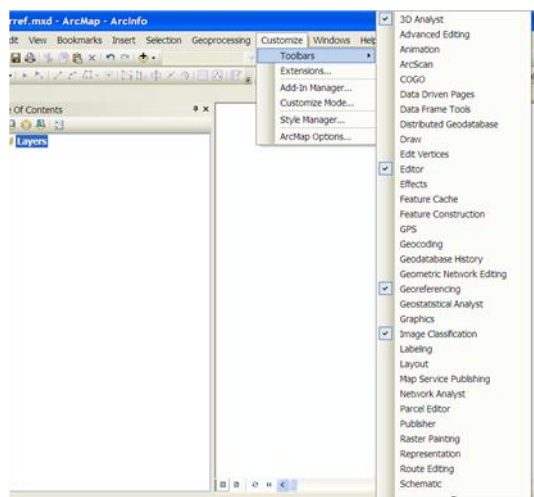 rref.mxd - ArcMap - ArcInfo
dit View Bookmarks Insert Selection Geoprocessing Customize Windows Help
Toolbars
Extensions...
Add-In Manager...
Customize Mode...
Style Manager...
ArcMap Options...
Of Contents
Layers
3D Analyst
Advanced Editing
Animation
ArcScan
COGO
Data Driven Pages
Data Frame Tools
Distributed Geodatabase
Draw
Edit Vertices
Editor
Effects
Feature Cache
Feature Construction
GPS
Geocoding
Geodatabase History
Geometric Network Editing
Georeferencing
Geostatistical Analyst
Graphics
Image Classification
Labeling
Layout
Map Service Publishing
Network Analyst
Parcel Editor
Publisher
Raster Painting
Representation
Route Editing
Schematic